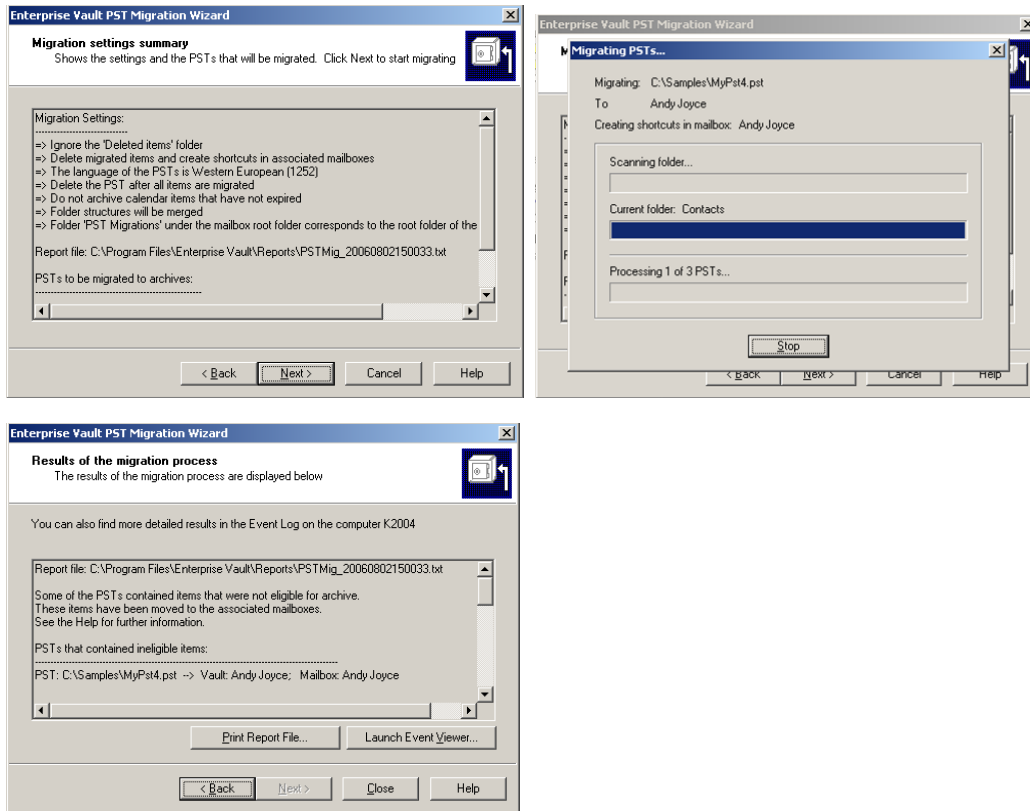 Enterprise Vault PST Migration Wizard
Migration settings summary
Shows the settings and the PSTs that will be migrated. Click Next to start migrating
Migration Settings:
----------------------------
=> Ignore the 'Deleted items' folder
=> Delete migrated items and create shortcuts in associated mailboxes
=> The language of the PSTs is Western European (1252)
=> Delete the PST after all items are migrated
=> Do not archive calendar items that have not expired
=> Folder structures will be merged
=> Folder 'PST Migrations' under the mailbox root folder corresponds to the root folder of the
Report file: C:\Program Files\Enterprise Vault\Reports\PSTMig_20060802150033.txt
PSTs to be migrated to archives:
--------------------------------------------------
< Back
Next >
Cancel
Help
Enterprise Vault PST Migration Wizard
Migrating PSTs...
Migrating: C:\Samples\MyPst4.pst
To Andy Joyce
Creating shortcuts in mailbox: Andy Joyce
Scanning folder...
Current folder: Contacts
Processing 1 of 3 PSTs...
Stop
< Back
Next >
Cancel
Help
Enterprise Vault PST Migration Wizard
Results of the migration process
The results of the migration process are displayed below
You can also find more detailed results in the Event Log on the computer K2004
Report file: C:\Program Files\Enterprise Vault\Reports\PSTMig_20060802150033.txt
Some of the PSTs contained items that were not eligible for archive.
These items have been moved to the associated mailboxes.
See the Help for further information.
PSTs that contained ineligible items:
------------------------------------------------------------------------------------------
PST: C:\Samples\MyPst4.pst --> Vault: Andy Joyce; Mailbox: Andy Joyce
Print Report File...
Launch Event Viewer...
< Back
Next >
Close
Help